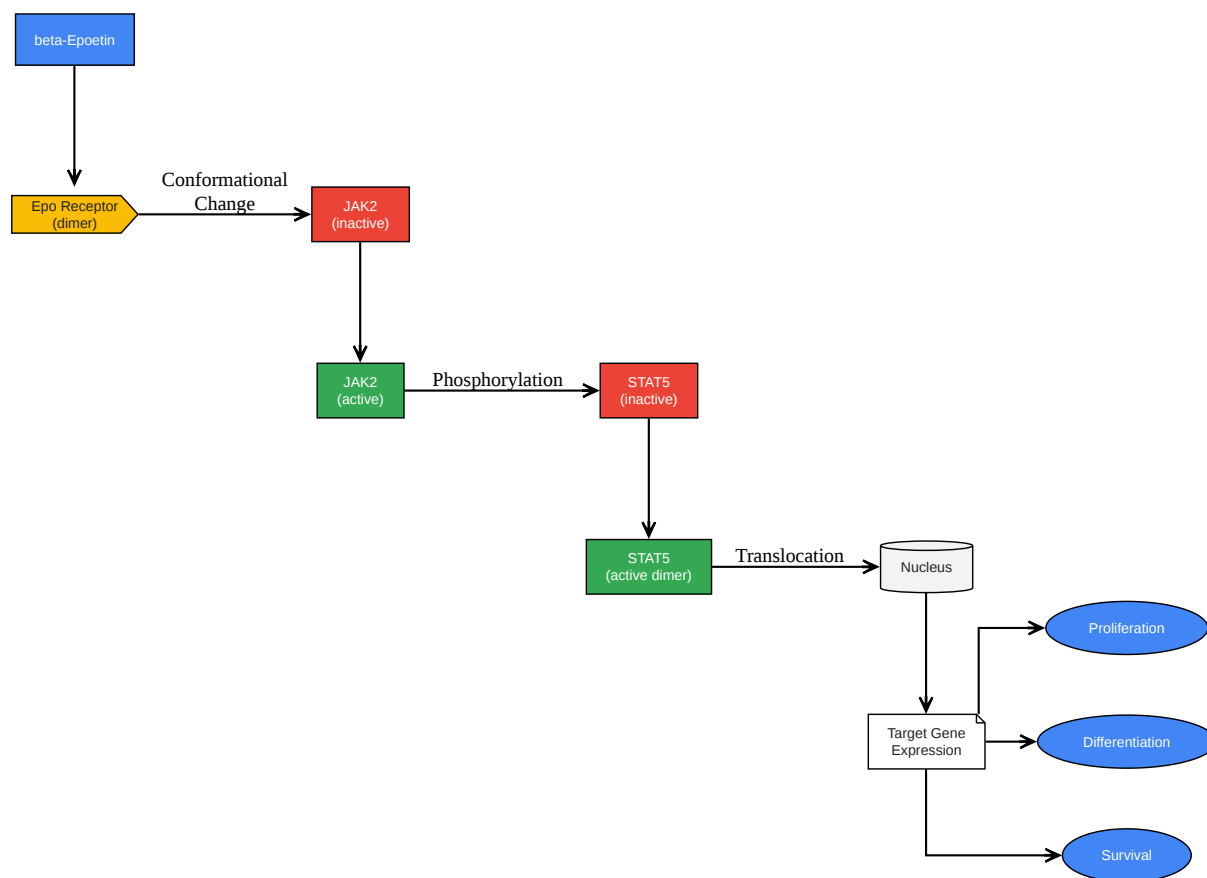 beta-Epoetin
Conformational
Change
Epo Receptor
(dimer)
JAK2
(inactive)
JAK2
(active)
Phosphorylation
STAT5
(inactive)
STAT5
(active dimer)
Translocation
Nucleus
Proliferation
Target Gene
Expression
Differentiation
Survival